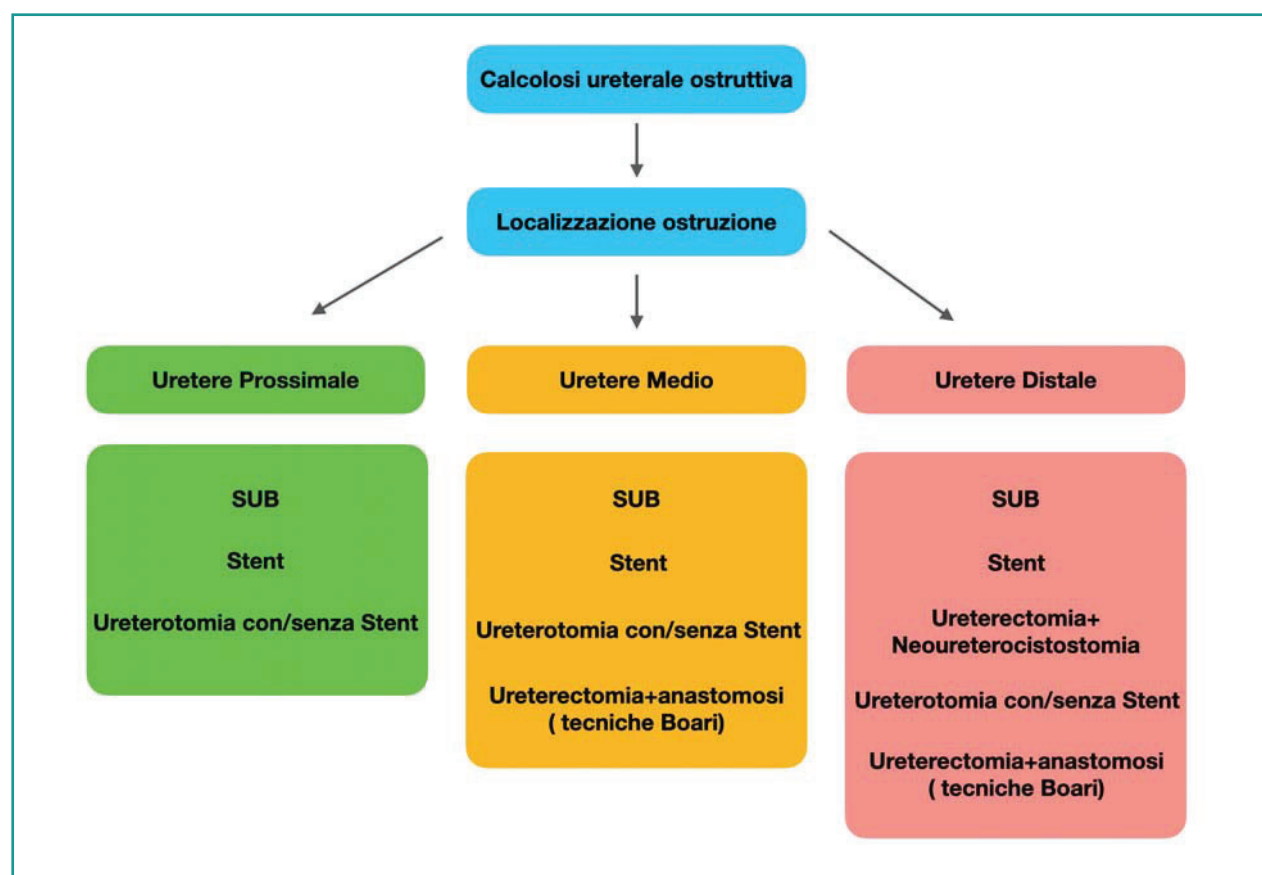 Calcolosi ureterale ostruttiva
Localizzazione ostruzione
Uretere Prossimale
SUB
Stent
Ureterotomia con/senza Stent
Uretere Medio
SUB
Stent
Ureterotomia con/senza Stent
Ureterectomia+anastomosi
( tecniche Boari)
Uretere Distale
SUB
Stent
Ureterectomia+
Neoureterocistostomia
Ureterotomia con/senza Stent
Ureterectomia+anastomosi
( tecniche Boari)